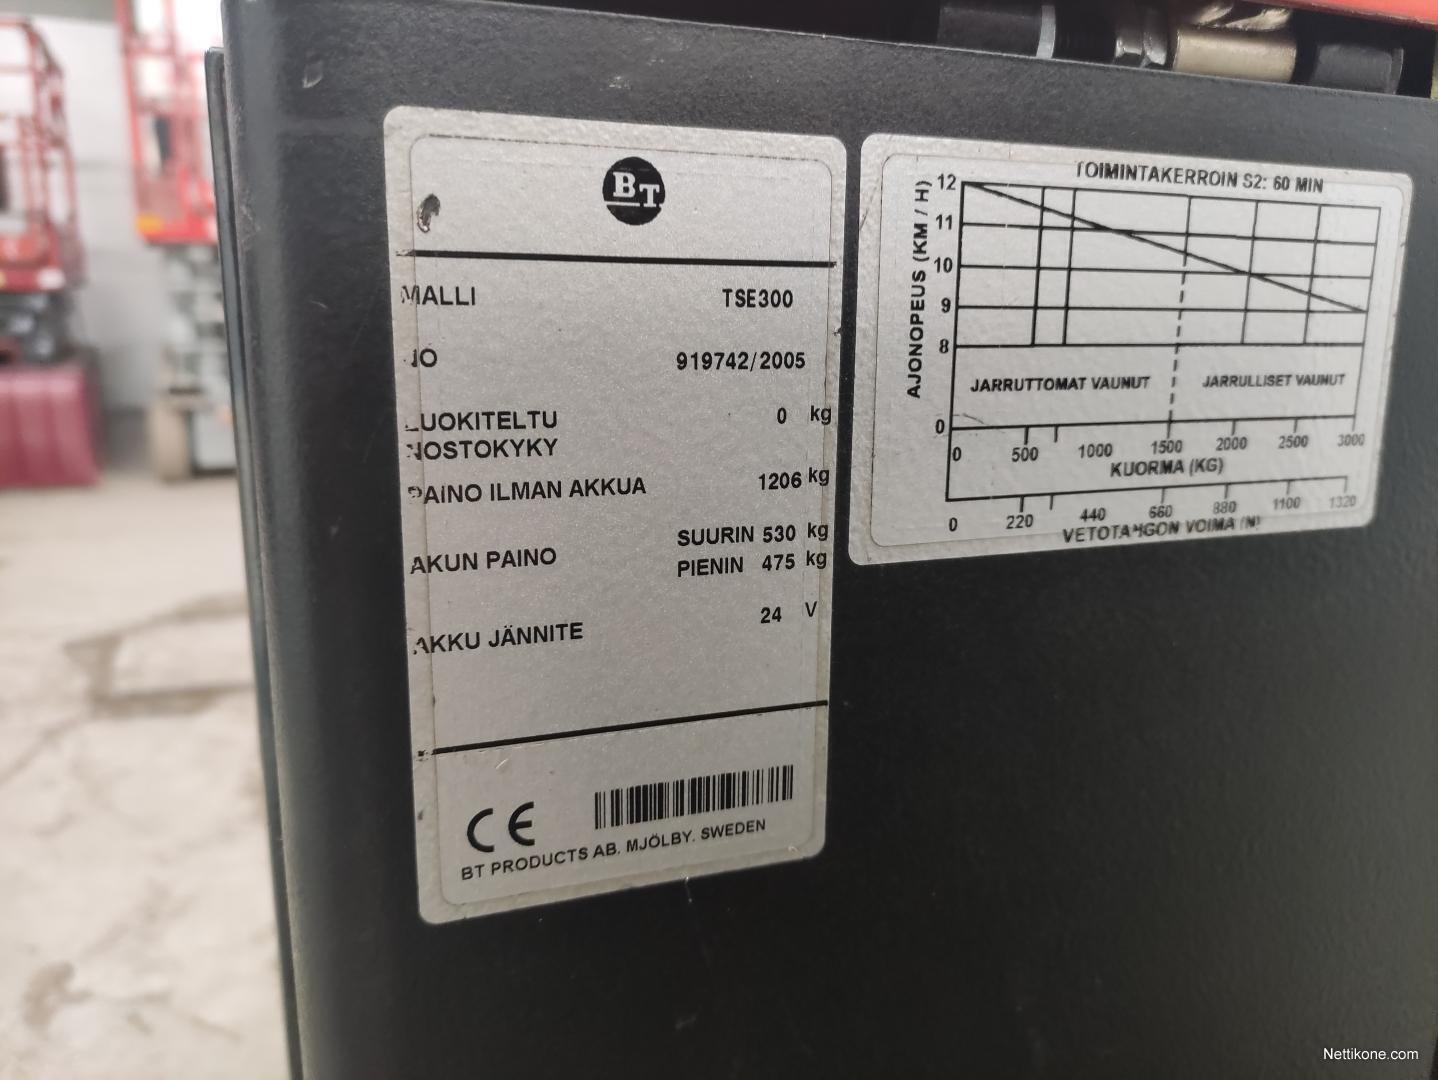 BT
MALLI TSE300
NO 919742/2005
LUOKITELTU 0 kg
NOSTOKYKY
PAINO ILMAN AKKUA 1206 kg
AKUN PAINO SUURIN 530 kg
PIENIN 475 kg
AKKU JÄNNITE 24 V
CE
BT PRODUCTS AB. MJÖLBY. SWEDEN
TOIMINTAKERROIN S2: 60 MIN
AJONOPEUS (KM / H)
12
11
10
9
8
JARRUTTOMAT VAUNUT JARRULLISET VAUNUT
0
0 500 1000 1500 2000 2500 3000
KUORMA (KG)
0 220 440 660 880 1100 1320
VETOTANGON VOIMA (N)
Nettikone.com